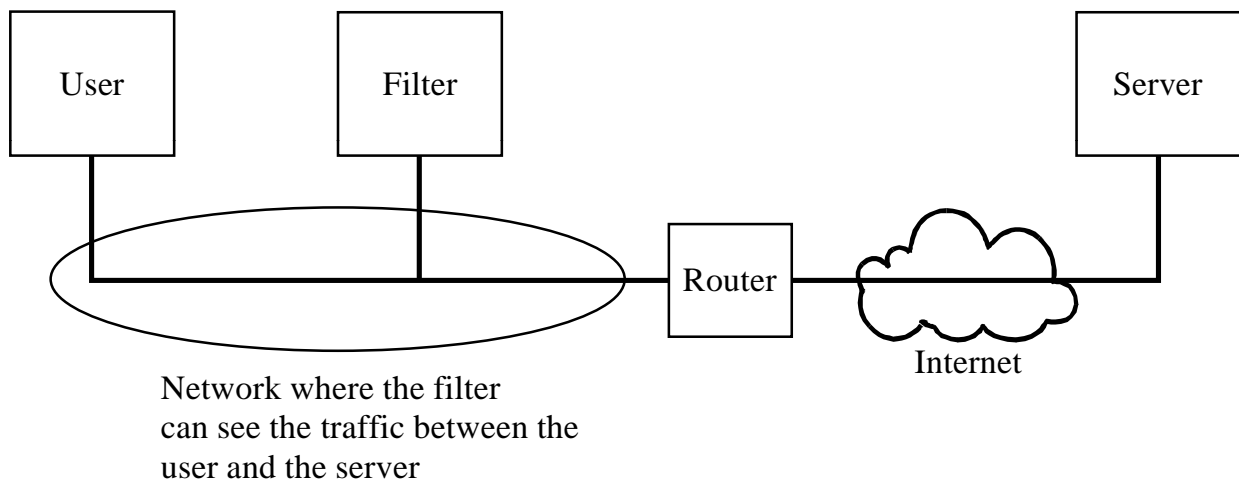 User
Filter
Server
Router
Internet
Network where the filter
can see the traffic between the
user and the server